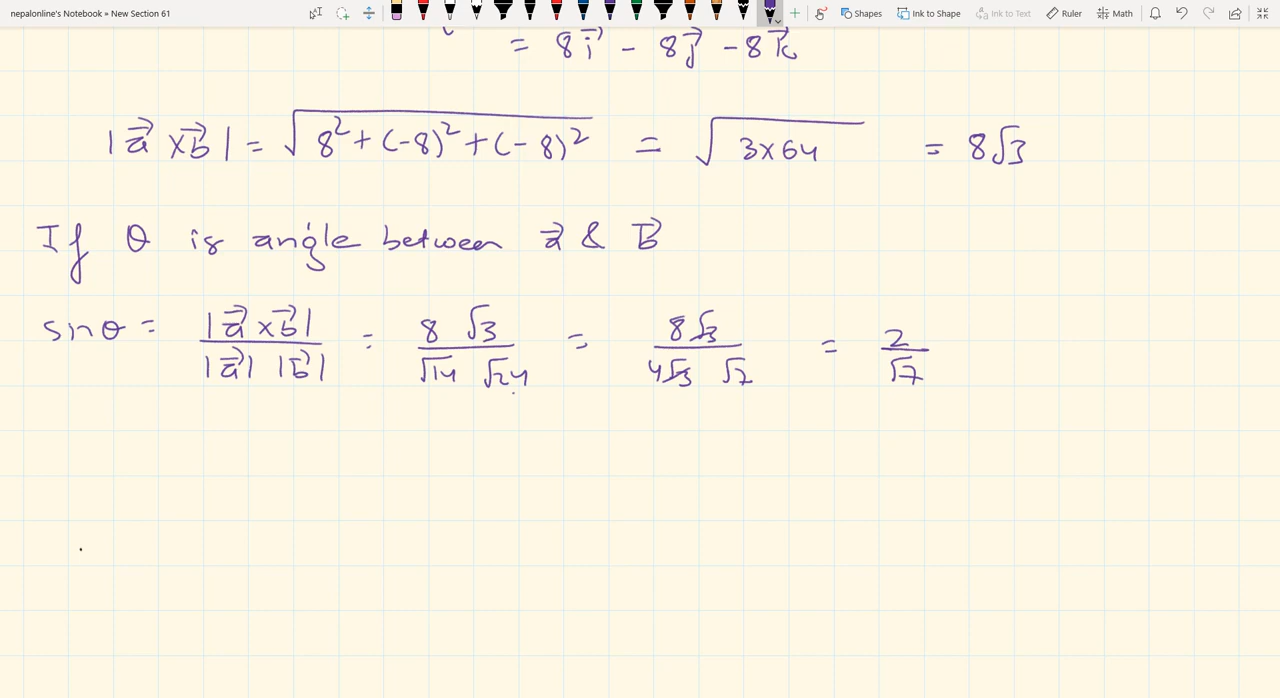 nepalonline's Notebook » New Section 61
Shapes Ink to Shape Ink to Text Ruler Math
= 8i⃗ - 8j⃗ - 8k⃗
|a⃗ × b⃗| = √(8² + (-8)² + (-8)²) = √(3×64) = 8√3
If θ is angle between a⃗ & b⃗
sinθ = |a⃗ × b⃗| / |a⃗| |b⃗| = 8 √3 / √14 √24 = 8√3 / 4√3 √7 = 2 / √7